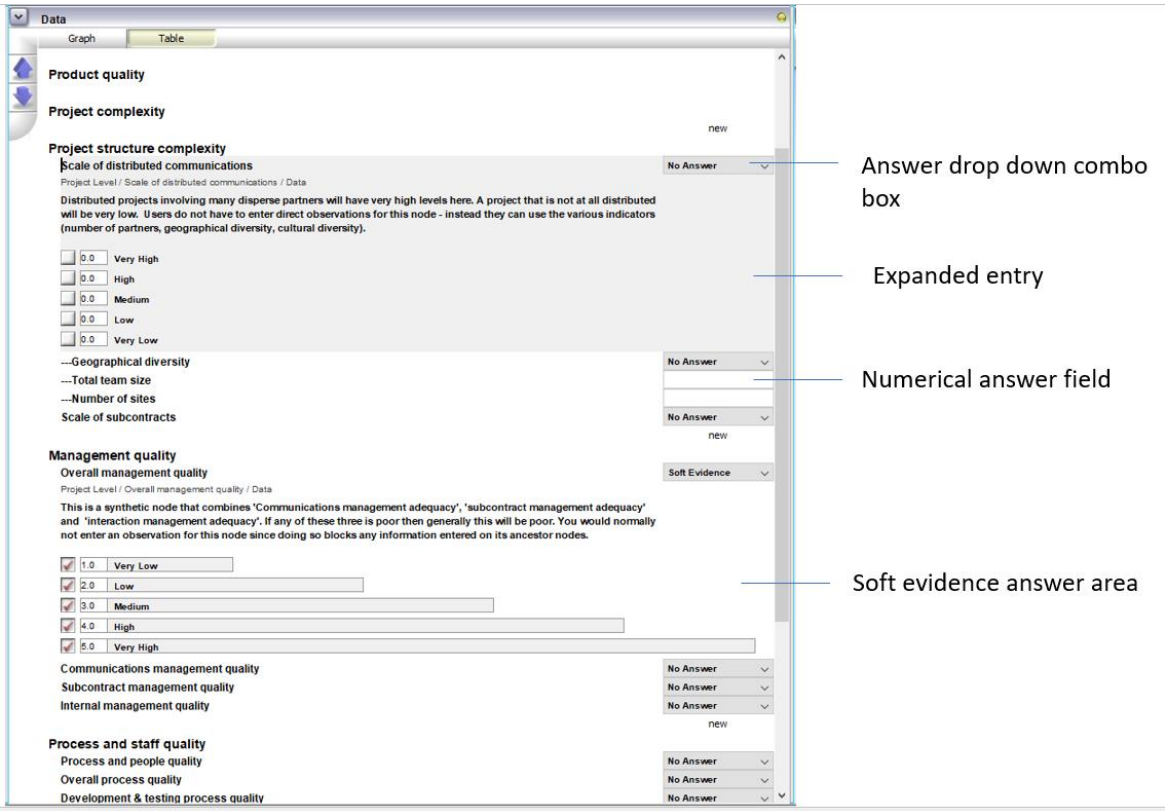 Data
Graph Table
Product quality
Project complexity
new
Project structure complexity
Scale of distributed communications No Answer
Project Level / Scale of distributed communications / Data
Distributed projects involving many disperse partners will have very high levels here. A project that is not at all distributed
will be very low. Users do not have to enter direct observations for this node - instead they can use the various indicators
(number of partners, geographical diversity, cultural diversity).
0.0 Very High
0.0 High
0.0 Medium
0.0 Low
0.0 Very Low
---Geographical diversity No Answer
---Total team size
---Number of sites
Scale of subcontracts No Answer
new
Management quality
Overall management quality Soft Evidence
Project Level / Overall management quality / Data
This is a synthetic node that combines 'Communications management adequacy', 'subcontract management adequacy'
and 'interaction management adequacy'. If any of these three is poor then generally this will be poor. You would normally
not enter an observation for this node since doing so blocks any information entered on its ancestor nodes.
1.0 Very Low
2.0 Low
3.0 Medium
4.0 High
5.0 Very High
Communications management quality No Answer
Subcontract management quality No Answer
Internal management quality No Answer
new
Process and staff quality
Process and people quality No Answer
Overall process quality No Answer
Development & testing process quality No Answer
Answer drop down combo
box
Expanded entry
Numerical answer field
Soft evidence answer area